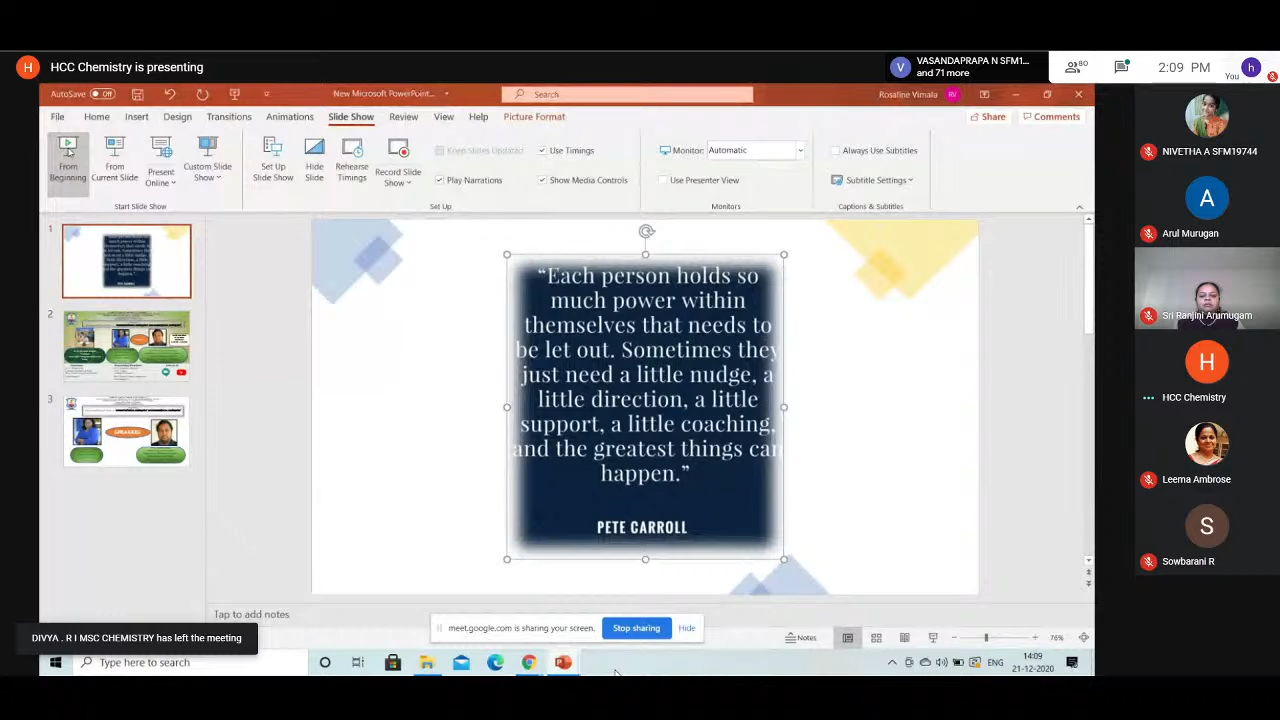 H HCC Chemistry is presenting
V VASANDAPRAPA N SFM1...
and 71 more
80
2:09 PM
You
h
AutoSave Off
New Microsoft PowerPoint...
Search
Rosaline Vimala RV
File Home Insert Design Transitions Animations Slide Show Review View Help Picture Format
Share Comments
From
Beginning
From
Current Slide
Present
Online
Custom Slide
Show
Start Slide Show
Set Up
Slide Show
Hide
Slide
Rehearse
Timings
Record Slide
Show
Keep Slides Updated
Play Narrations
Use Timings
Show Media Controls
Set Up
Monitor: Automatic
Use Presenter View
Monitors
Always Use Subtitles
Subtitle Settings
Captions & Subtitles
1
2
3
SPEAKERS
“Each person holds so
much power within
themselves that needs to
be let out. Sometimes they
just need a little nudge, a
little direction, a little
support, a little coaching,
and the greatest things can
happen.”
PETE CARROLL
Tap to add notes
meet.google.com is sharing your screen. Stop sharing Hide
Notes
76%
DIVYA . R I MSC CHEMISTRY has left the meeting
Type here to search
ENG
14:09
21-12-2020
NIVETHA A SFM19744
A
Arul Murugan
Sri Ranjini Arumugam
H
HCC Chemistry
Leema Ambrose
S
Sowbarani R